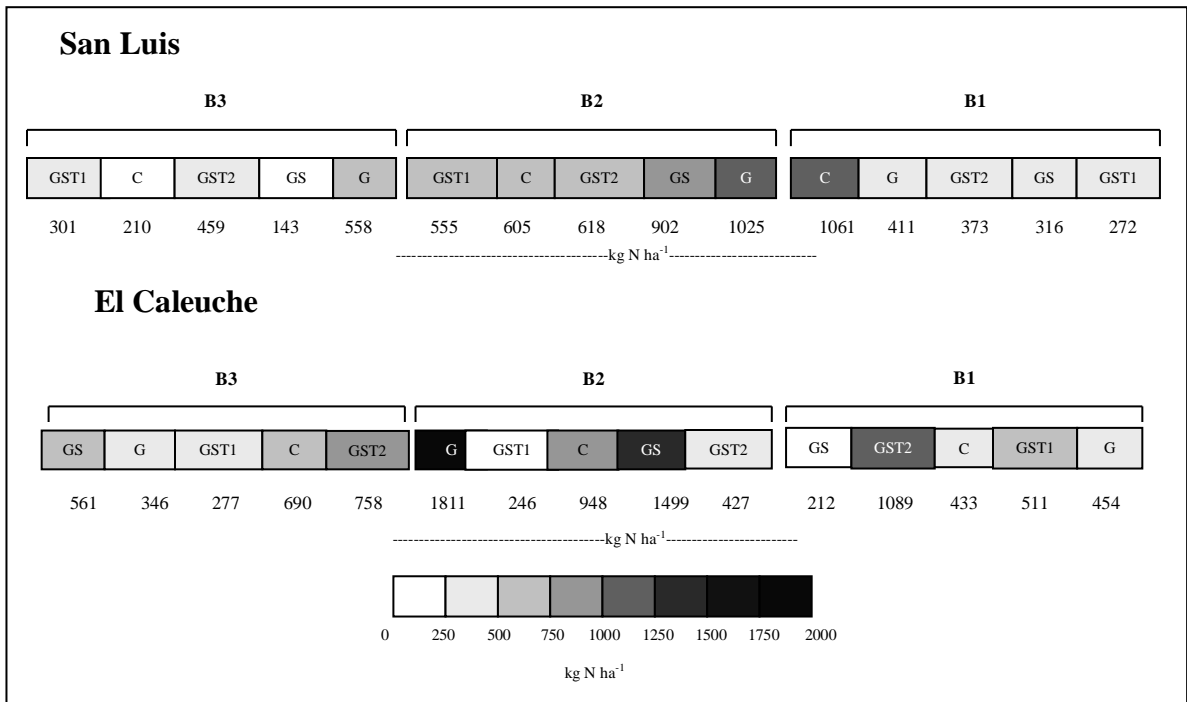 San Luis
B3 B2 B1
GST1 C GST2 GS G GST1 C GST2 GS G C G GST2 GS GST1
301 210 459 143 558 555 605 618 902 1025 1061 411 373 316 272
-----------------------------------------kg N ha⁻¹-----------------------------
El Caleuche
B3 B2 B1
GS G GST1 C GST2 G GST1 C GS GST2 GS GST2 C GST1 G
561 346 277 690 758 1811 246 948 1499 427 212 1089 433 511 454
-----------------------------------------kg N ha⁻¹--------------------------
0 250 500 750 1000 1250 1500 1750 2000
kg N ha⁻¹